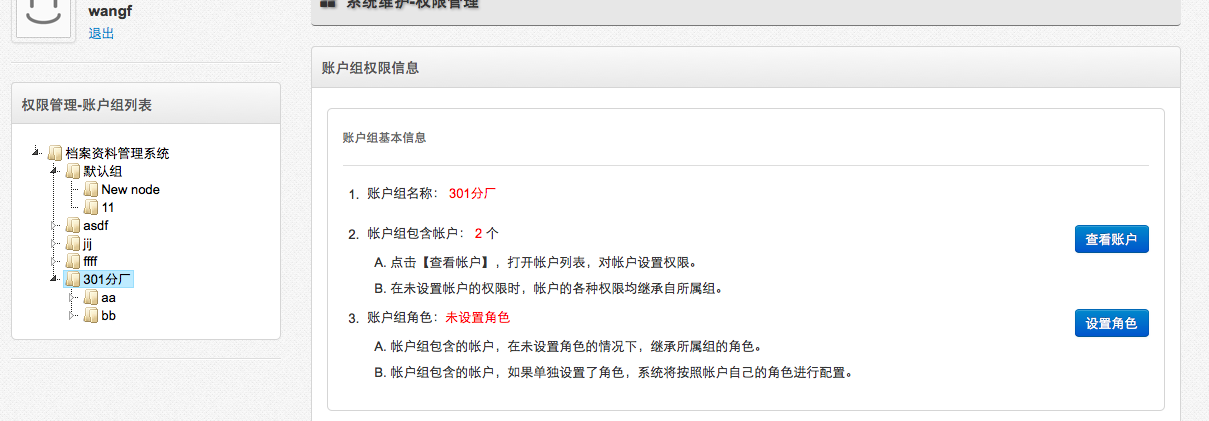 wangf
退出
系统维护-权限管理
权限管理-账户组列表
档案资料管理系统
默认组
New node
11
asdf
jij
ffff
301分厂
aa
bb
账户组权限信息
账户组基本信息
1. 账户组名称： 301分厂
2. 帐户组包含帐户： 2 个
查看账户
A. 点击【查看帐户】，打开帐户列表，对帐户设置权限。
B. 在未设置帐户的权限时，帐户的各种权限均继承自所属组。
3. 账户组角色：未设置角色
设置角色
A. 帐户组包含的帐户，在未设置角色的情况下，继承所属组的角色。
B. 帐户组包含的帐户，如果单独设置了角色，系统将按照帐户自己的角色进行配置。